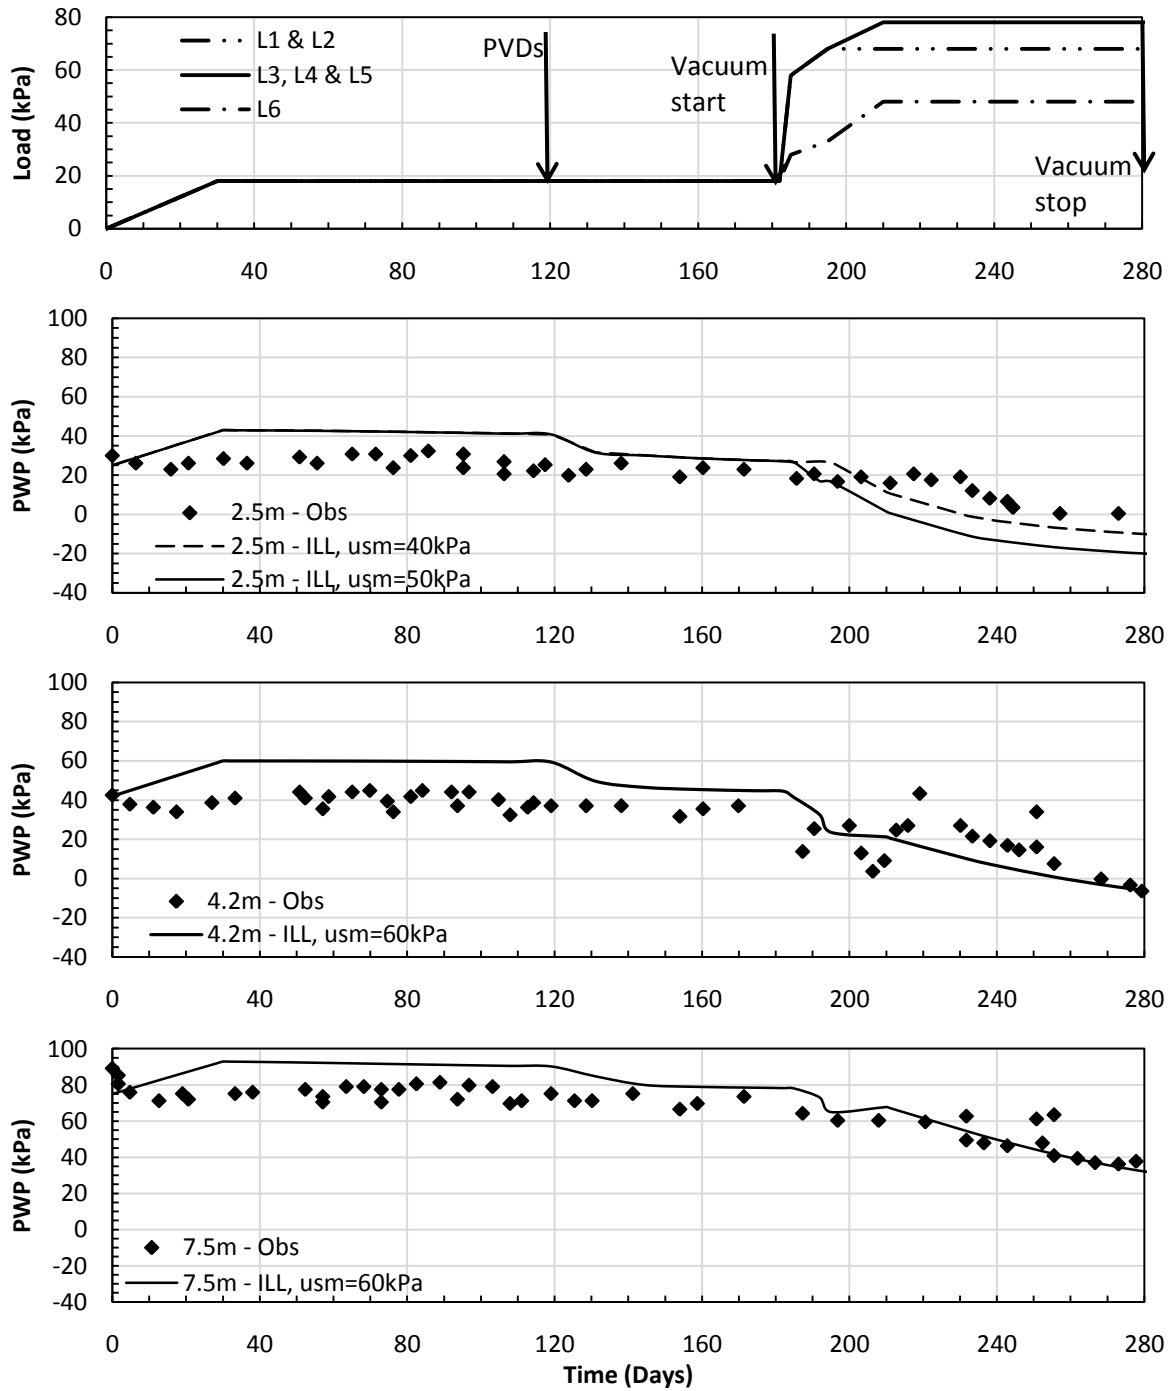 80
60
40
20
0
Load (kPa)
L1 & L2
L3, L4 & L5
L6
PVDs
Vacuum
start
Vacuum
stop
0 40 80 120 160 200 240 280
100
80
60
40
20
0
-20
-40
PWP (kPa)
2.5m - Obs
2.5m - ILL, usm=40kPa
2.5m - ILL, usm=50kPa
0 40 80 120 160 200 240 280
100
80
60
40
20
0
-20
-40
PWP (kPa)
4.2m - Obs
4.2m - ILL, usm=60kPa
0 40 80 120 160 200 240 280
100
80
60
40
20
0
-20
-40
PWP (kPa)
7.5m - Obs
7.5m - ILL, usm=60kPa
0 40 80 120 160 200 240 280
Time (Days)